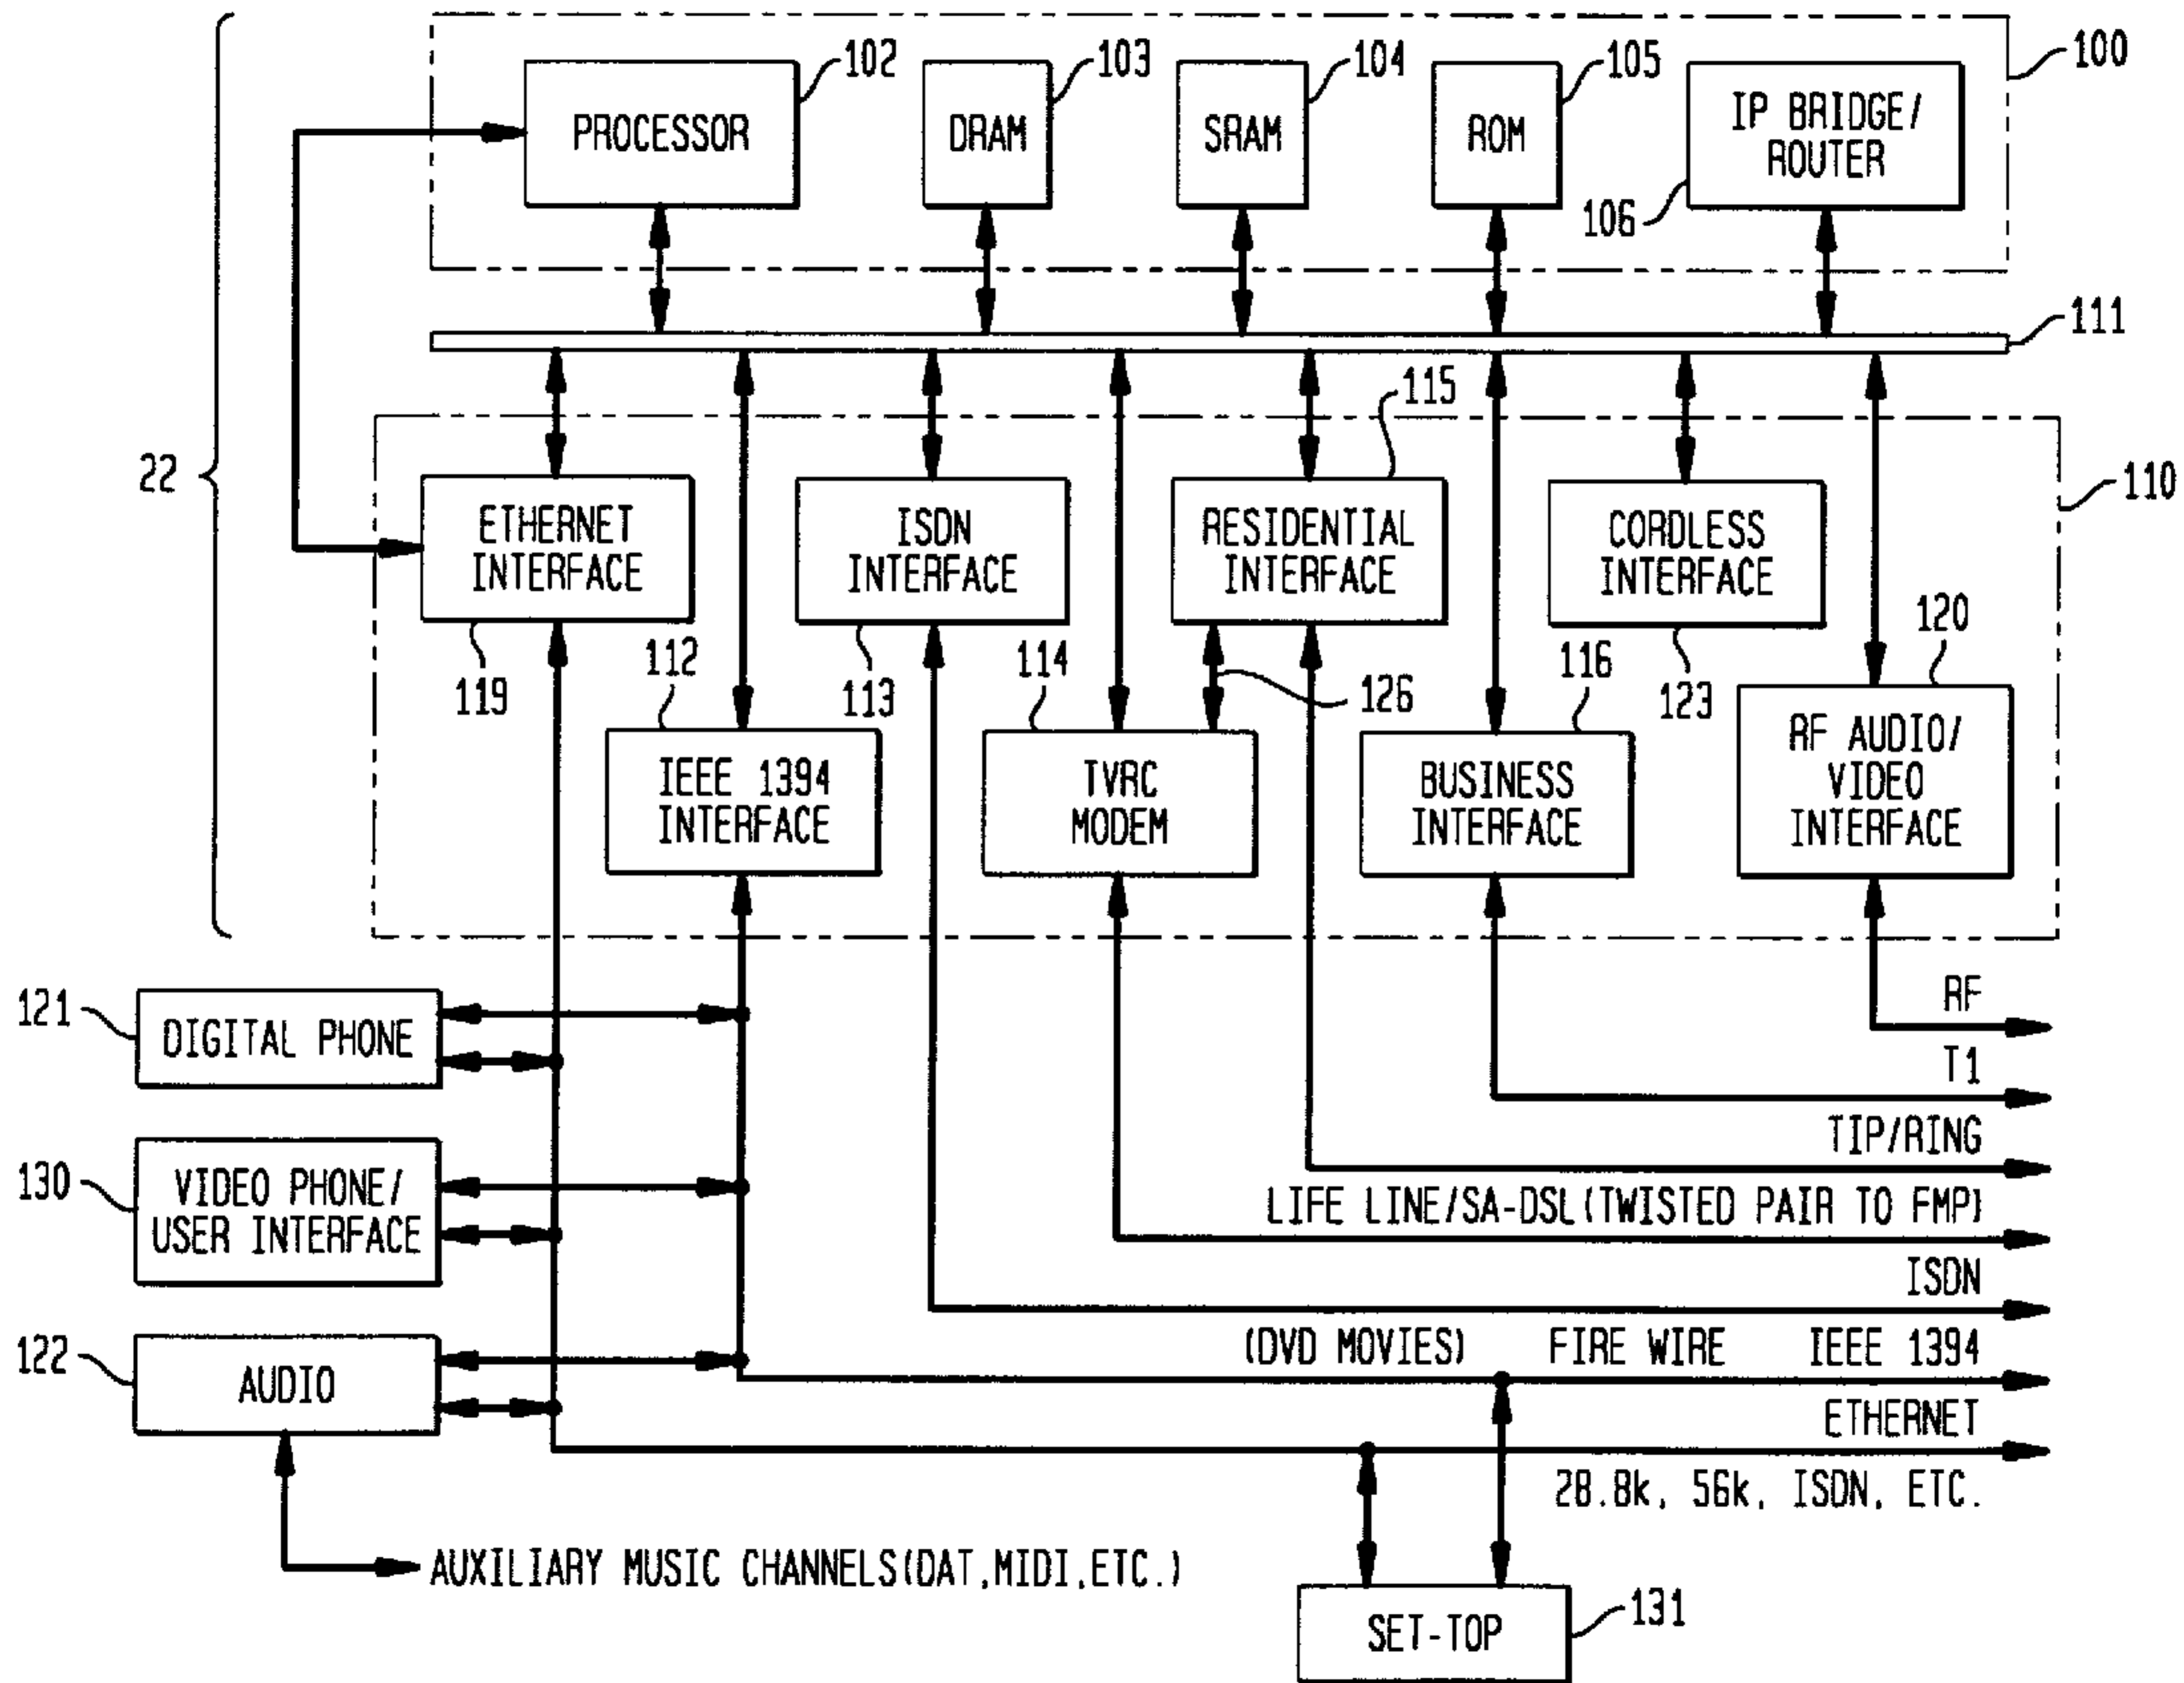 102
103
104
105
100
PROCESSOR
DRAM
SRAM
ROM
IP BRIDGE/
ROUTER
106
111
115
22
110
ETHERNET
INTERFACE
ISDN
INTERFACE
RESIDENTIAL
INTERFACE
CORDLESS
INTERFACE
120
119
112
113
114
126
116
123
IEEE 1394
INTERFACE
TVRC
MODEM
BUSINESS
INTERFACE
RF AUDIO/
VIDEO
INTERFACE
121
DIGITAL PHONE
RF
T1
TIP/RING
130
VIDEO PHONE/
USER INTERFACE
LIFE LINE/SA-DSL(TWISTED PAIR TO FMP)
ISDN
122
AUDIO
(DVD MOVIES) FIRE WIRE IEEE 1394
ETHERNET
28.8k, 56k, ISDN, ETC.
AUXILIARY MUSIC CHANNELS(DAT,MIDI,ETC.)
SET-TOP
131